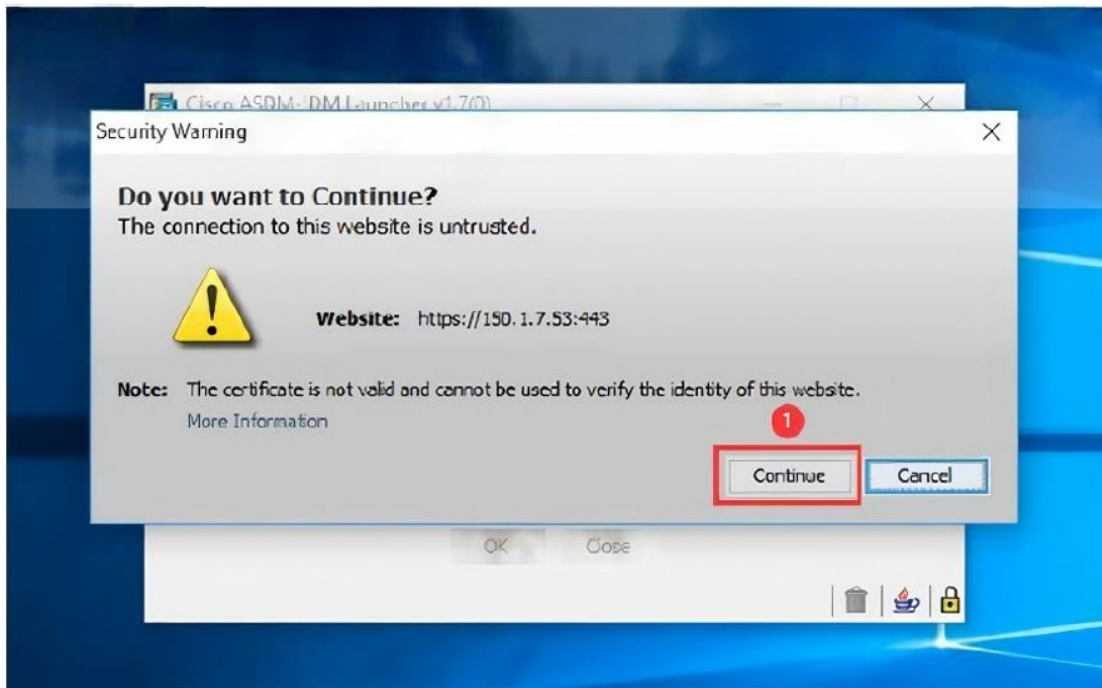 Cisco ASDM-IDM Launcher v1.7(0)
Security Warning
Do you want to Continue?
The connection to this website is untrusted.
Website: https://150.1.7.53:443
Note: The certificate is not valid and cannot be used to verify the identity of this website.
More Information
1
Continue Cancel
OK Close